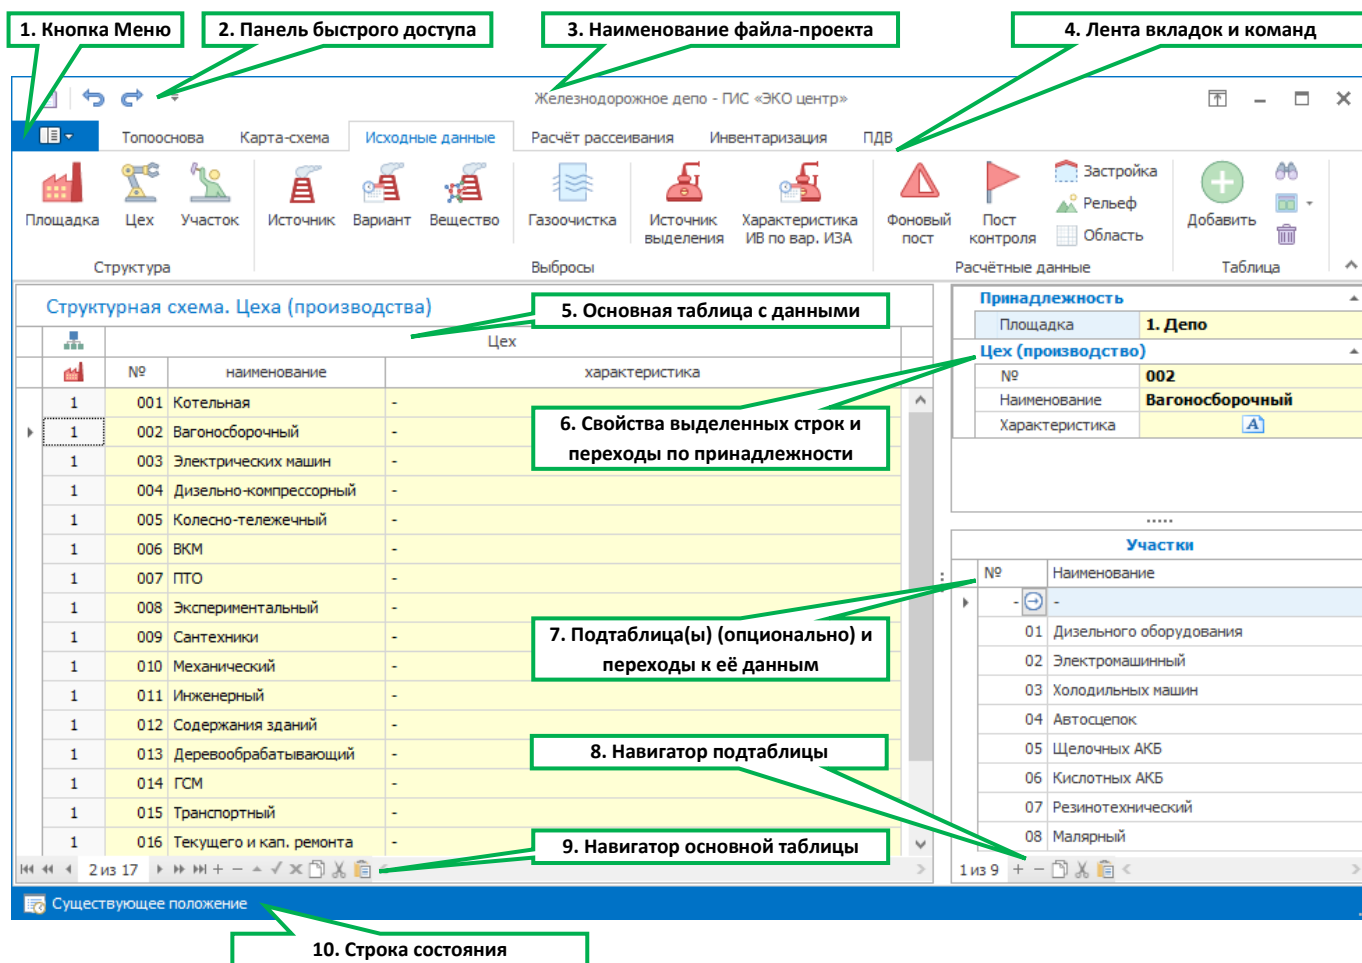 1. Кнопка Меню
2. Панель быстрого доступа
3. Наименование файла-проекта
4. Лента вкладок и команд
Железнодорожное депо - ПИС «ЭКО центр»
Топооснова
Карта-схема
Исходные данные
Расчёт рассеивания
Инвентаризация
ПДВ
Площадка
Цех
Участок
Источник
Вариант
Вещество
Газоочистка
Источник
выделения
Характеристика
ИВ по вар. ИЗА
Фоновый
пост
Пост
контроля
Застройка
Рельеф
Область
Добавить
Структура
Выбросы
Расчётные данные
Таблица
Структурная схема. Цеха (производства)
5. Основная таблица с данными
Цех
№ наименование характеристика
1 001 Котельная -
1 002 Вагоносборочный -
1 003 Электрических машин -
1 004 Дизельно-компрессорный -
1 005 Колесно-тележечный -
1 006 ВКМ -
1 007 ПТО -
1 008 Экспериментальный -
1 009 Сантехники -
1 010 Механический -
1 011 Инженерный -
1 012 Содержания зданий -
1 013 Деревообрабатывающий -
1 014 ГСМ -
1 015 Транспортный -
1 016 Текущего и кап. ремонта -
2 из 17
6. Свойства выделенных строк и
переходы по принадлежности
7. Подтаблица(ы) (опционально) и
переходы к её данным
8. Навигатор подтаблицы
9. Навигатор основной таблицы
Принадлежность
Площадка 1. Депо
Цех (производство)
№ 002
Наименование Вагоносборочный
Характеристика A
Участки
№ Наименование
- -
01 Дизельного оборудования
02 Электромашинный
03 Холодильных машин
04 Автосцепок
05 Щелочных АКБ
06 Кислотных АКБ
07 Резинотехнический
08 Малярный
1 из 9
Существующее положение
10. Строка состояния